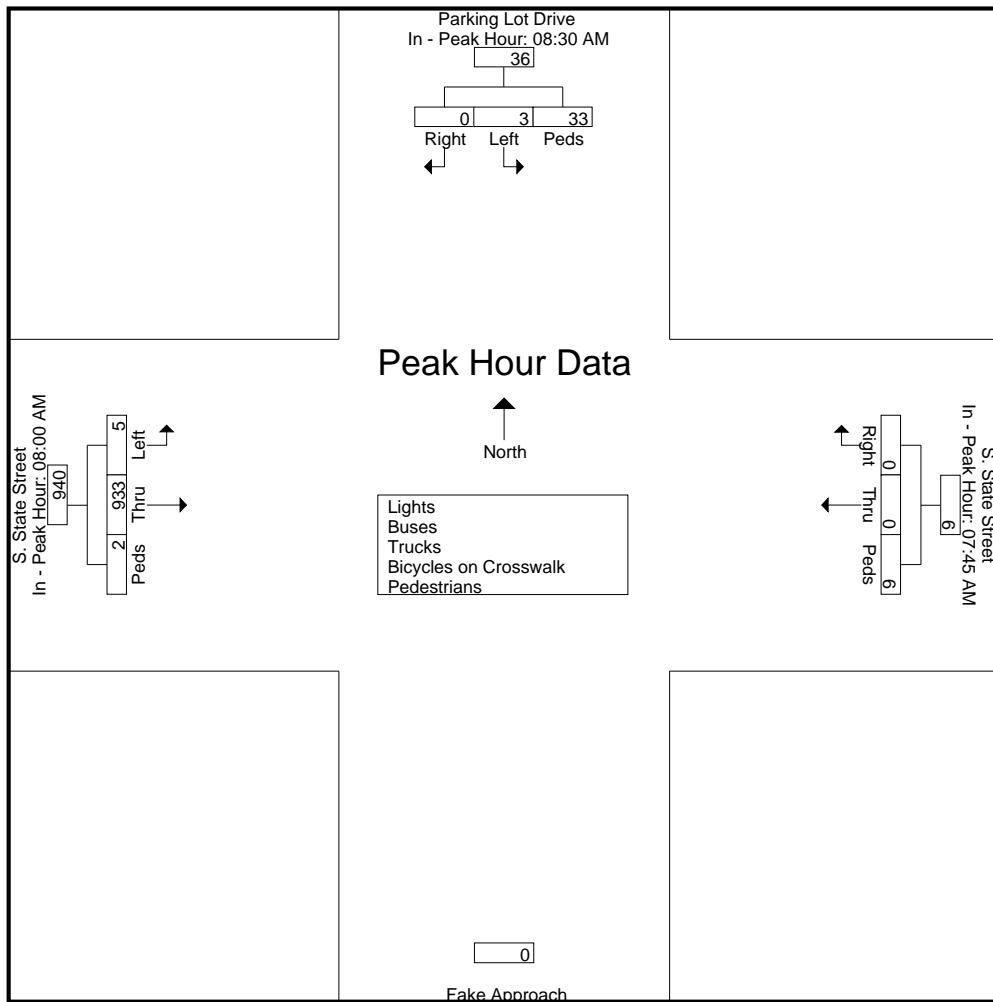 Parking Lot Drive
In - Peak Hour: 08:30 AM
36
0 3 33
Right Left Peds
Peak Hour Data
North
Lights
Buses
Trucks
Bicycles on Crosswalk
Pedestrians
S. State Street
In - Peak Hour: 08:00 AM
940
5 933 2
Left Thru Peds
S. State Street
In - Peak Hour: 07:45 AM
6
0 0 6
Right Thru Peds
0
Fake Approach